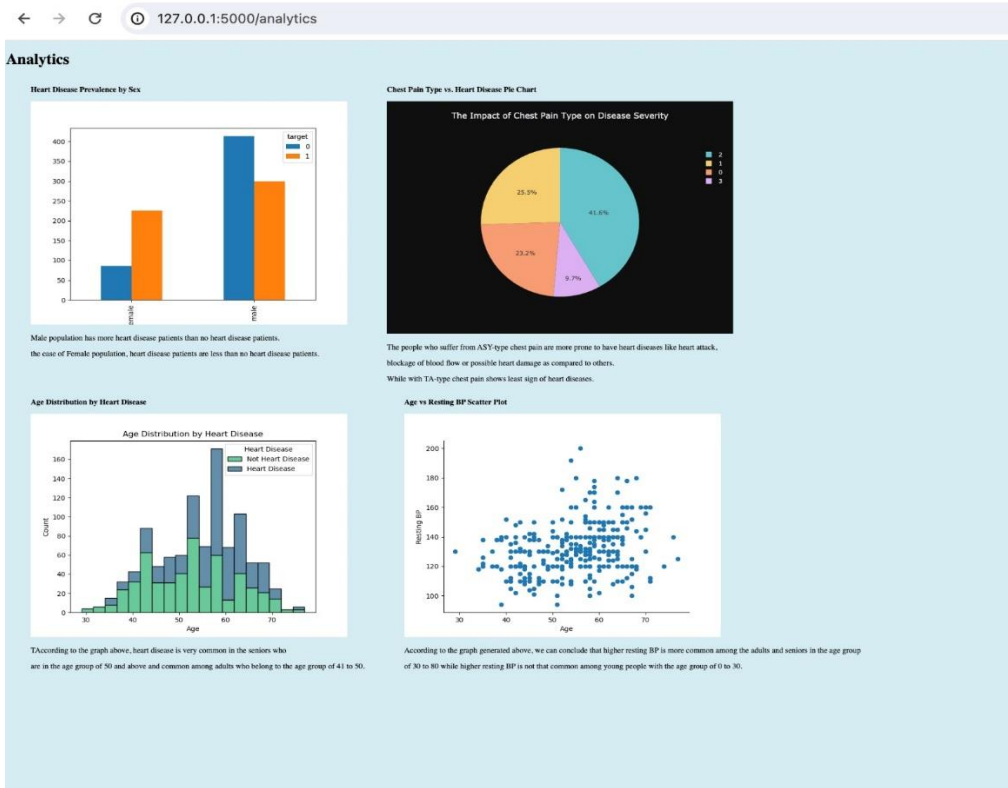 127.0.0.1:5000/analytics
Analytics
Heart Disease Prevalence by Sex
target
0
1
400
350
300
250
200
150
100
50
0
emale
male
Male population has more heart disease patients than no heart disease patients.
the case of Female population, heart disease patients are less than no heart disease patients.
Chest Pain Type vs. Heart Disease Pie Chart
The Impact of Chest Pain Type on Disease Severity
2
1
0
3
25.5%
41.6%
23.2%
9.7%
The people who suffer from ASY-type chest pain are more prone to have heart diseases like heart attack,
blockage of blood flow or possible heart damage as compared to others.
While with TA-type chest pain shows least sign of heart diseases.
Age Distribution by Heart Disease
Age Distribution by Heart Disease
Heart Disease
Not Heart Disease
Heart Disease
Count
160
140
120
100
80
60
40
20
0
30 40 50 60 70
Age
TAccording to the graph above, heart disease is very common in the seniors who
are in the age group of 50 and above and common among adults who belong to the age group of 41 to 50.
Age vs Resting BP Scatter Plot
Resting BP
200
180
160
140
120
100
30 40 50 60 70
Age
According to the graph generated above, we can conclude that higher resting BP is more common among the adults and seniors in the age group
of 30 to 80 while higher resting BP is not that common among young people with the age group of 0 to 30.